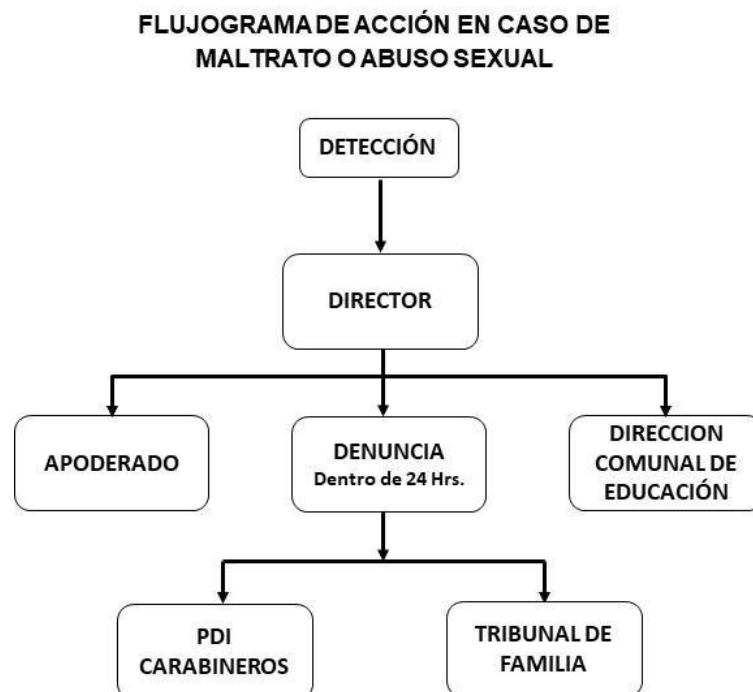 FLUJOGRAMA DE ACCIÓN EN CASO DE
MALTRATO O ABUSO SEXUAL
DETECCIÓN
DIRECTOR
APODERADO
DENUNCIA
Dentro de 24 Hrs.
DIRECCION
COMUNAL DE
EDUCACIÓN
PDI
CARABINEROS
TRIBUNAL DE
FAMILIA